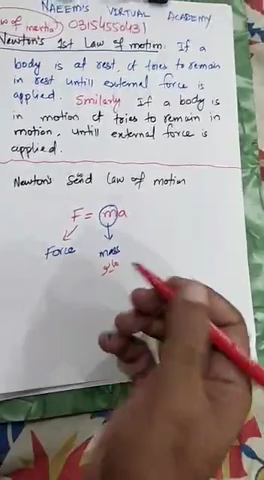 NAEEM's VIRTUAL ACADEMY
Law of inertia) 03154550431
Newton's 1st Law of motion: If a
body is at rest, it tries to remain
in rest untill external force is
applied. Similarly If a body is
in motion it tries to remain in
motion, untill external force is
applied.
Newton's 2nd law of motion
F = ma
Force mass